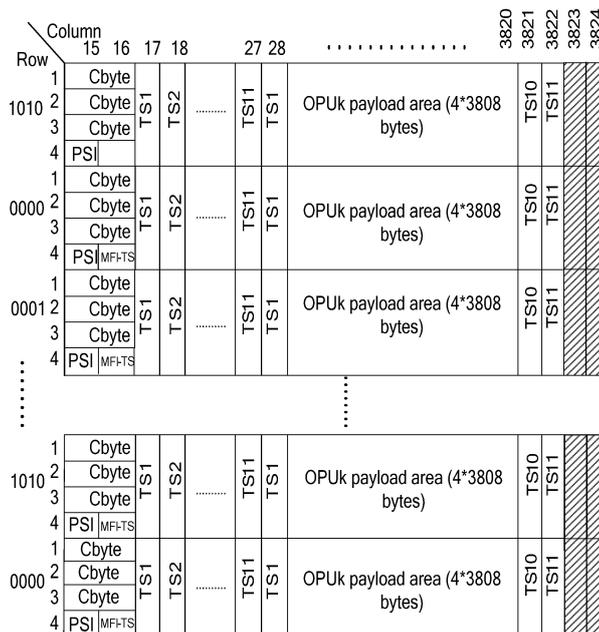 Column
15 16 17 18 27 28 3820 3821 3822 3823 3824
Row
1 Cbyte
1010 2 Cbyte TS1 TS2 ......... TS11 TS1 OPUk payload area (4*3808 bytes) TS10 TS11
3 Cbyte
4 PSI
1 Cbyte
0000 2 Cbyte TS1 TS2 ......... TS11 TS1 OPUk payload area (4*3808 bytes) TS10 TS11
3 Cbyte
4 PSI MFI-TS
1 Cbyte
0001 2 Cbyte TS1 TS2 ......... TS11 TS1 OPUk payload area (4*3808 bytes) TS10 TS11
3 Cbyte
4 PSI MFI-TS
1 Cbyte
1010 2 Cbyte TS1 TS2 ......... TS11 TS1 OPUk payload area (4*3808 bytes) TS10 TS11
3 Cbyte
4 PSI MFI-TS
1 Cbyte
0000 2 Cbyte TS1 TS2 ......... TS11 TS1 OPUk payload area (4*3808 bytes) TS10 TS11
3 Cbyte
4 PSI MFI-TS